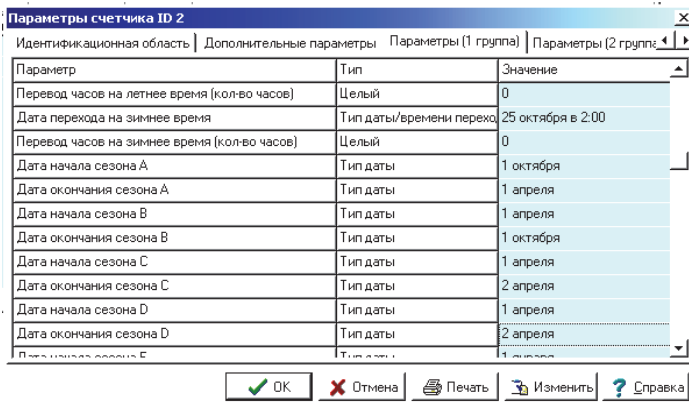 Параметры счетчика ID 2
Идентификационная область Дополнительные параметры Параметры (1 группа) Параметры (2 группа
Параметр Тип Значение
Перевод часов на летнее время (кол-во часов) Целый 0
Дата перехода на зимнее время Тип даты/времени перехо 25 октября в 2:00
Перевод часов на зимнее время (кол-во часов) Целый 0
Дата начала сезона A Тип даты 1 октября
Дата окончания сезона A Тип даты 1 апреля
Дата начала сезона B Тип даты 1 апреля
Дата окончания сезона B Тип даты 1 октября
Дата начала сезона C Тип даты 1 апреля
Дата окончания сезона C Тип даты 2 апреля
Дата начала сезона D Тип даты 1 апреля
Дата окончания сезона D Тип даты 2 апреля
OK Отмена Печать Изменить Справка